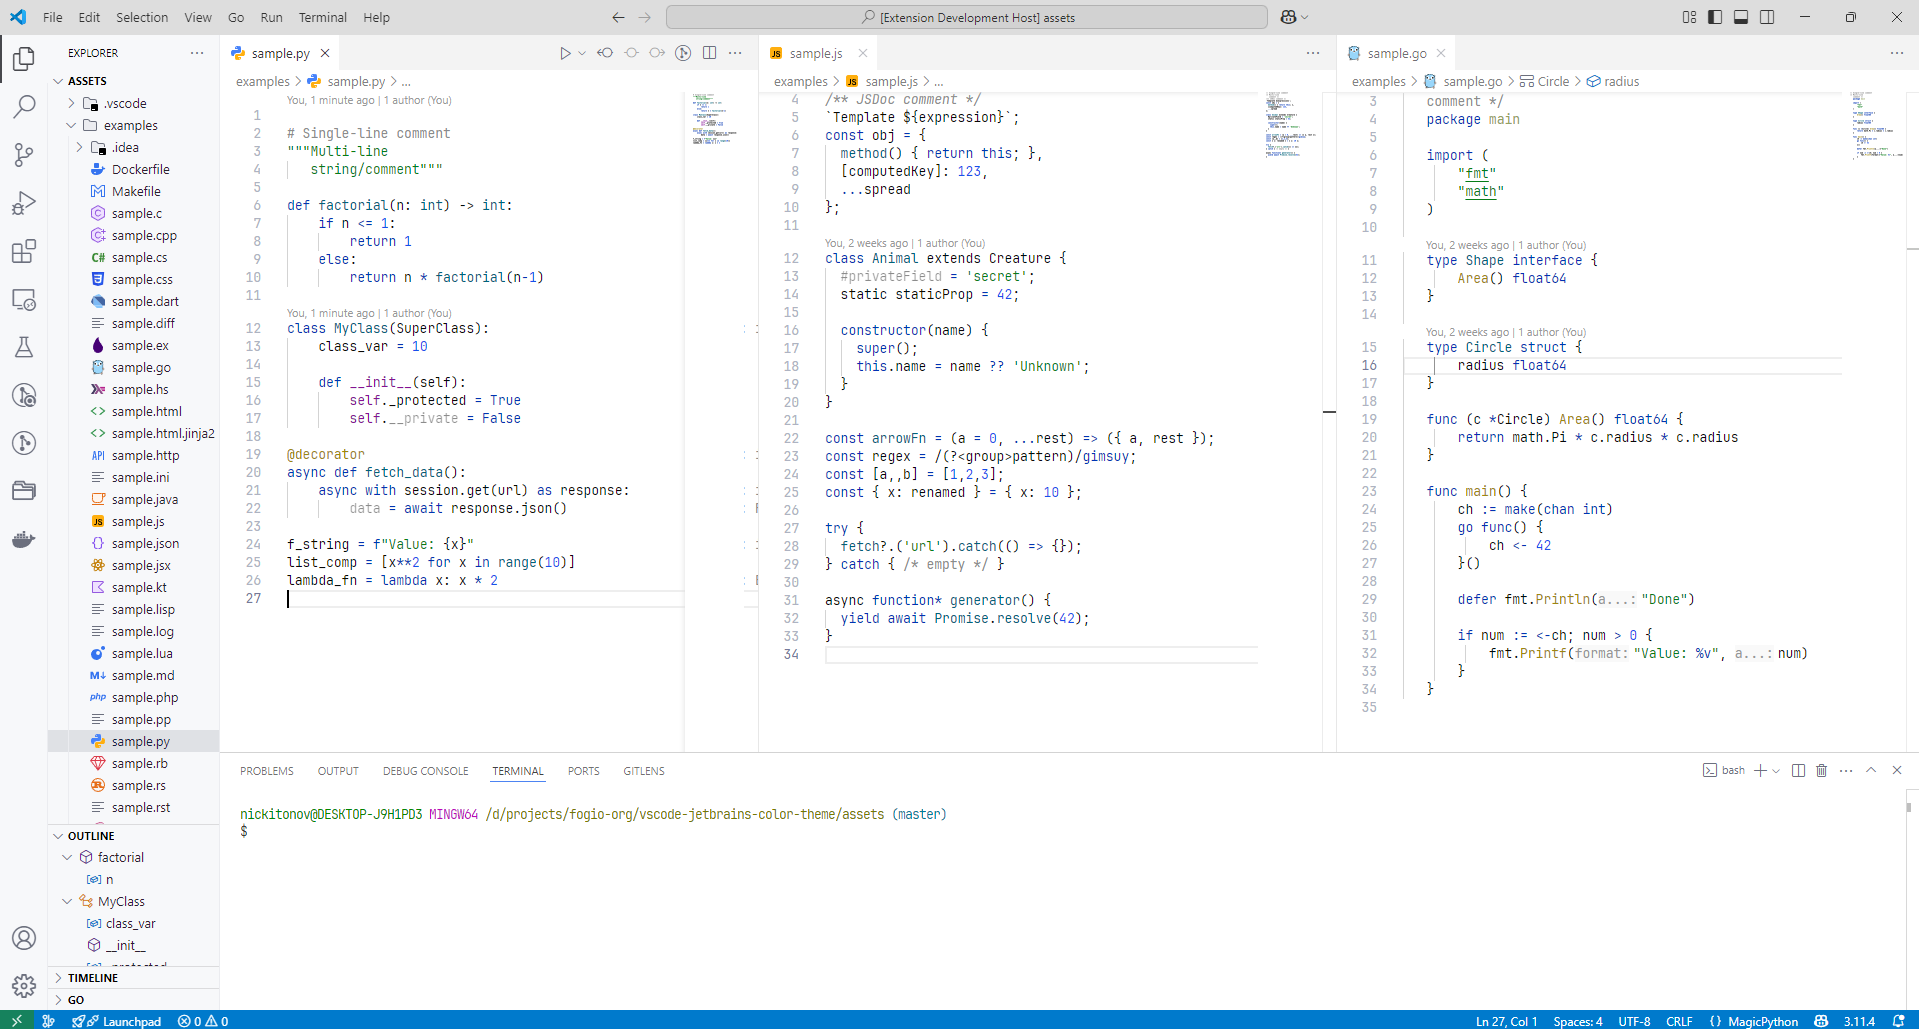 File Edit Selection View Go Run Terminal Help
[Extension Development Host] assets
EXPLORER
ASSETS
.vscode
examples
.idea
Dockerfile
Makefile
sample.c
sample.cpp
C# sample.cs
sample.css
sample.dart
sample.diff
sample.ex
sample.go
sample.hs
sample.html
sample.html.jinja2
API sample.http
sample.ini
sample.java
JS sample.js
sample.json
sample.jsx
sample.kt
sample.lisp
sample.log
sample.lua
M↓ sample.md
php sample.php
sample.pp
sample.py
sample.rb
sample.rs
sample.rst
OUTLINE
factorial
n
MyClass
class_var
__init__
TIMELINE
GO
sample.py
examples > sample.py > ...
You, 1 minute ago | 1 author (You)
1
2 # Single-line comment
3 """Multi-line
4    string/comment"""
5
6 def factorial(n: int) -> int:
7     if n <= 1:
8         return 1
9     else:
10         return n * factorial(n-1)
11
You, 1 minute ago | 1 author (You)
12 class MyClass(SuperClass):
13     class_var = 10
14
15     def __init__(self):
16         self._protected = True
17         self.__private = False
18
19 @decorator
20 async def fetch_data():
21     async with session.get(url) as response:
22         data = await response.json()
23
24 f_string = f"Value: {x}"
25 list_comp = [x**2 for x in range(10)]
26 lambda_fn = lambda x: x * 2
27
JS sample.js
examples > JS sample.js > ...
4 /** JSDoc comment */
5 `Template ${expression}`;
6 const obj = {
7   method() { return this; },
8   [computedKey]: 123,
9   ...spread
10 };
11
You, 2 weeks ago | 1 author (You)
12 class Animal extends Creature {
13   #privateField = 'secret';
14   static staticProp = 42;
15
16   constructor(name) {
17     super();
18     this.name = name ?? 'Unknown';
19   }
20 }
21
22 const arrowFn = (a = 0, ...rest) => ({ a, rest });
23 const regex = /(?<group>pattern)/gimsuy;
24 const [a,,b] = [1,2,3];
25 const { x: renamed } = { x: 10 };
26
27 try {
28   fetch?.('url').catch(() => {});
29 } catch { /* empty */ }
30
31 async function* generator() {
32   yield await Promise.resolve(42);
33 }
34
sample.go
examples > sample.go > Circle > radius
3 comment */
4 package main
5
6 import (
7     "fmt"
8     "math"
9 )
10
You, 2 weeks ago | 1 author (You)
11 type Shape interface {
12     Area() float64
13 }
14
You, 2 weeks ago | 1 author (You)
15 type Circle struct {
16     radius float64
17 }
18
19 func (c *Circle) Area() float64 {
20     return math.Pi * c.radius * c.radius
21 }
22
23 func main() {
24     ch := make(chan int)
25     go func() {
26         ch <- 42
27     }()
28
29     defer fmt.Println(a...: "Done")
30
31     if num := <-ch; num > 0 {
32         fmt.Printf(format: "Value: %v", a...: num)
33     }
34 }
35
PROBLEMS OUTPUT DEBUG CONSOLE TERMINAL PORTS GITLENS
bash
nickitonov@DESKTOP-J9H1PD3 MINGW64 /d/projects/fogio-org/vscode-jetbrains-color-theme/assets (master)
$
Launchpad 0 0
Ln 27, Col 1 Spaces: 4 UTF-8 CRLF {} MagicPython 3.11.4